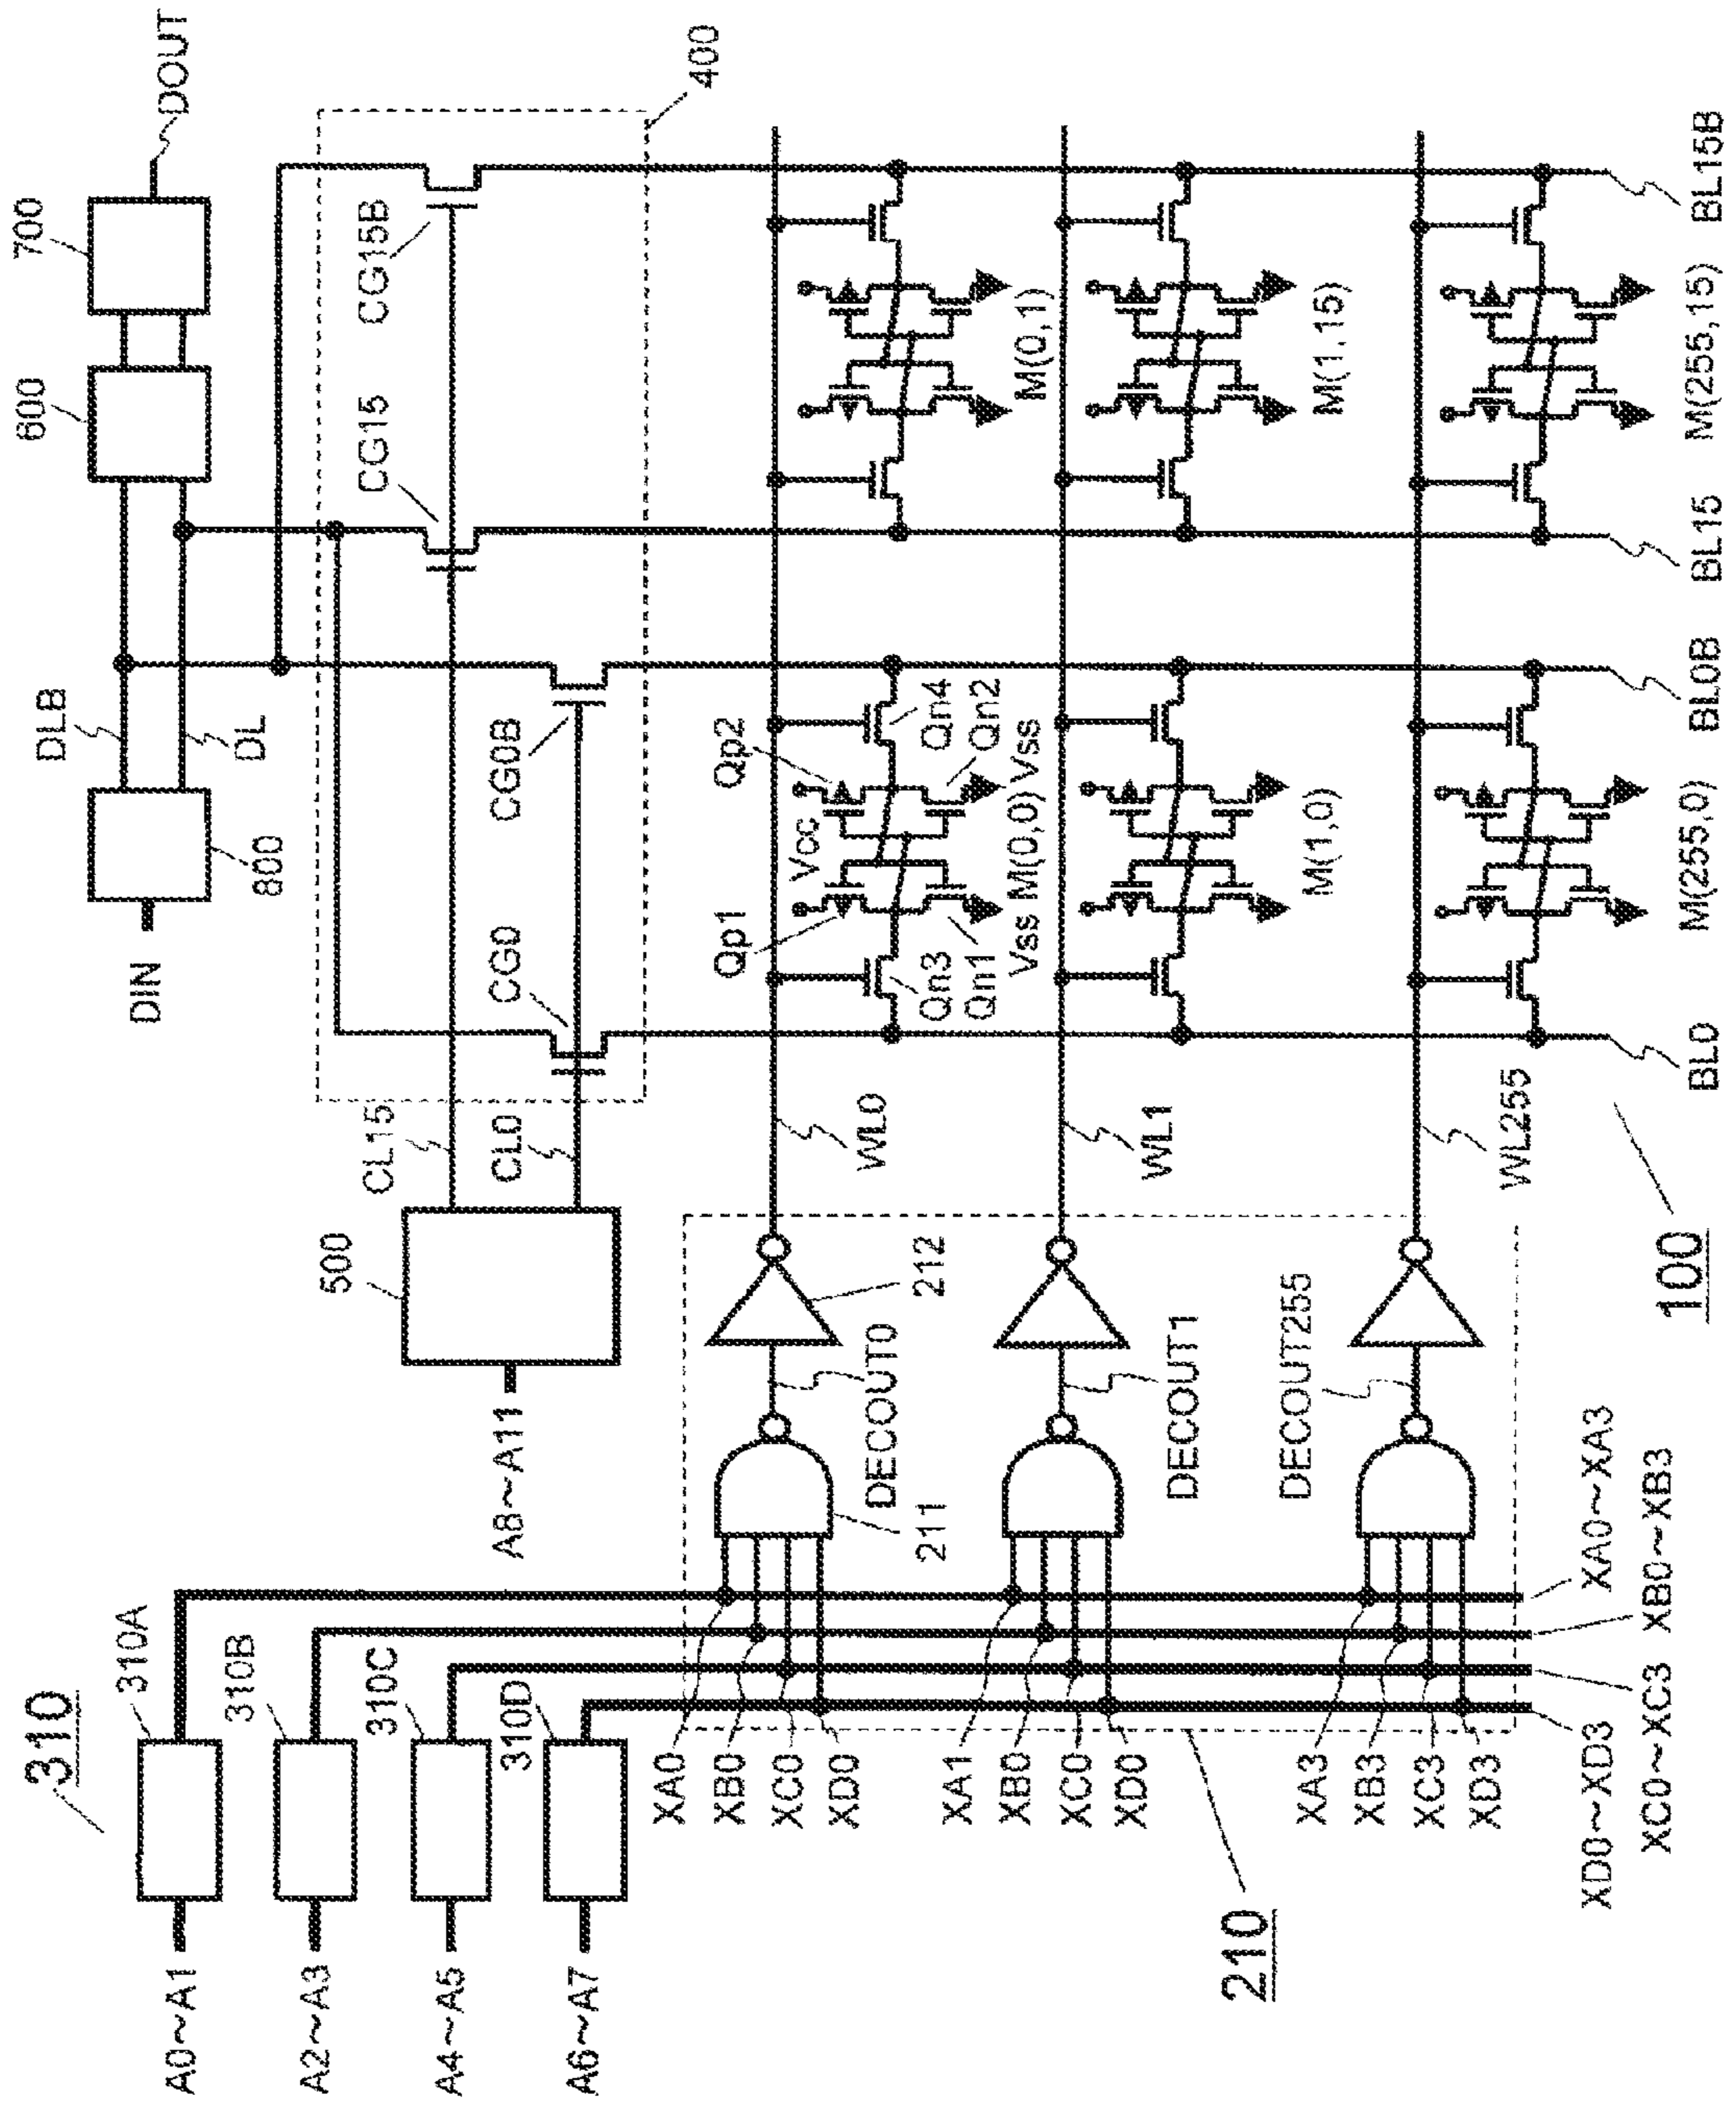 310
A0~A1
310A
A2~A3
310B
A4~A5
310C
A6~A7
310D
A8~A11
500
CL15
CL0
DIN
800
DLB
DL
600
700
DOUT
CG0
CG0B
CG15
CG15B
400
XA0
XB0
XC0
XD0
211
DECOUT0
212
WL0
Qp1
Vcc
Qp2
Qn3
Qn4
Qn1
Qn2
Vss
M(0,0)
Vss
M(0,1)
XA1
XB0
XC0
XD0
DECOUT1
WL1
M(1,0)
M(1,15)
XA3
XB3
XC3
XD3
DECOUT255
WL255
M(255,0)
M(255,15)
210
XD0~XD3
XC0~XC3
XB0~XB3
XA0~XA3
100
BL0
BL0B
BL15
BL15B